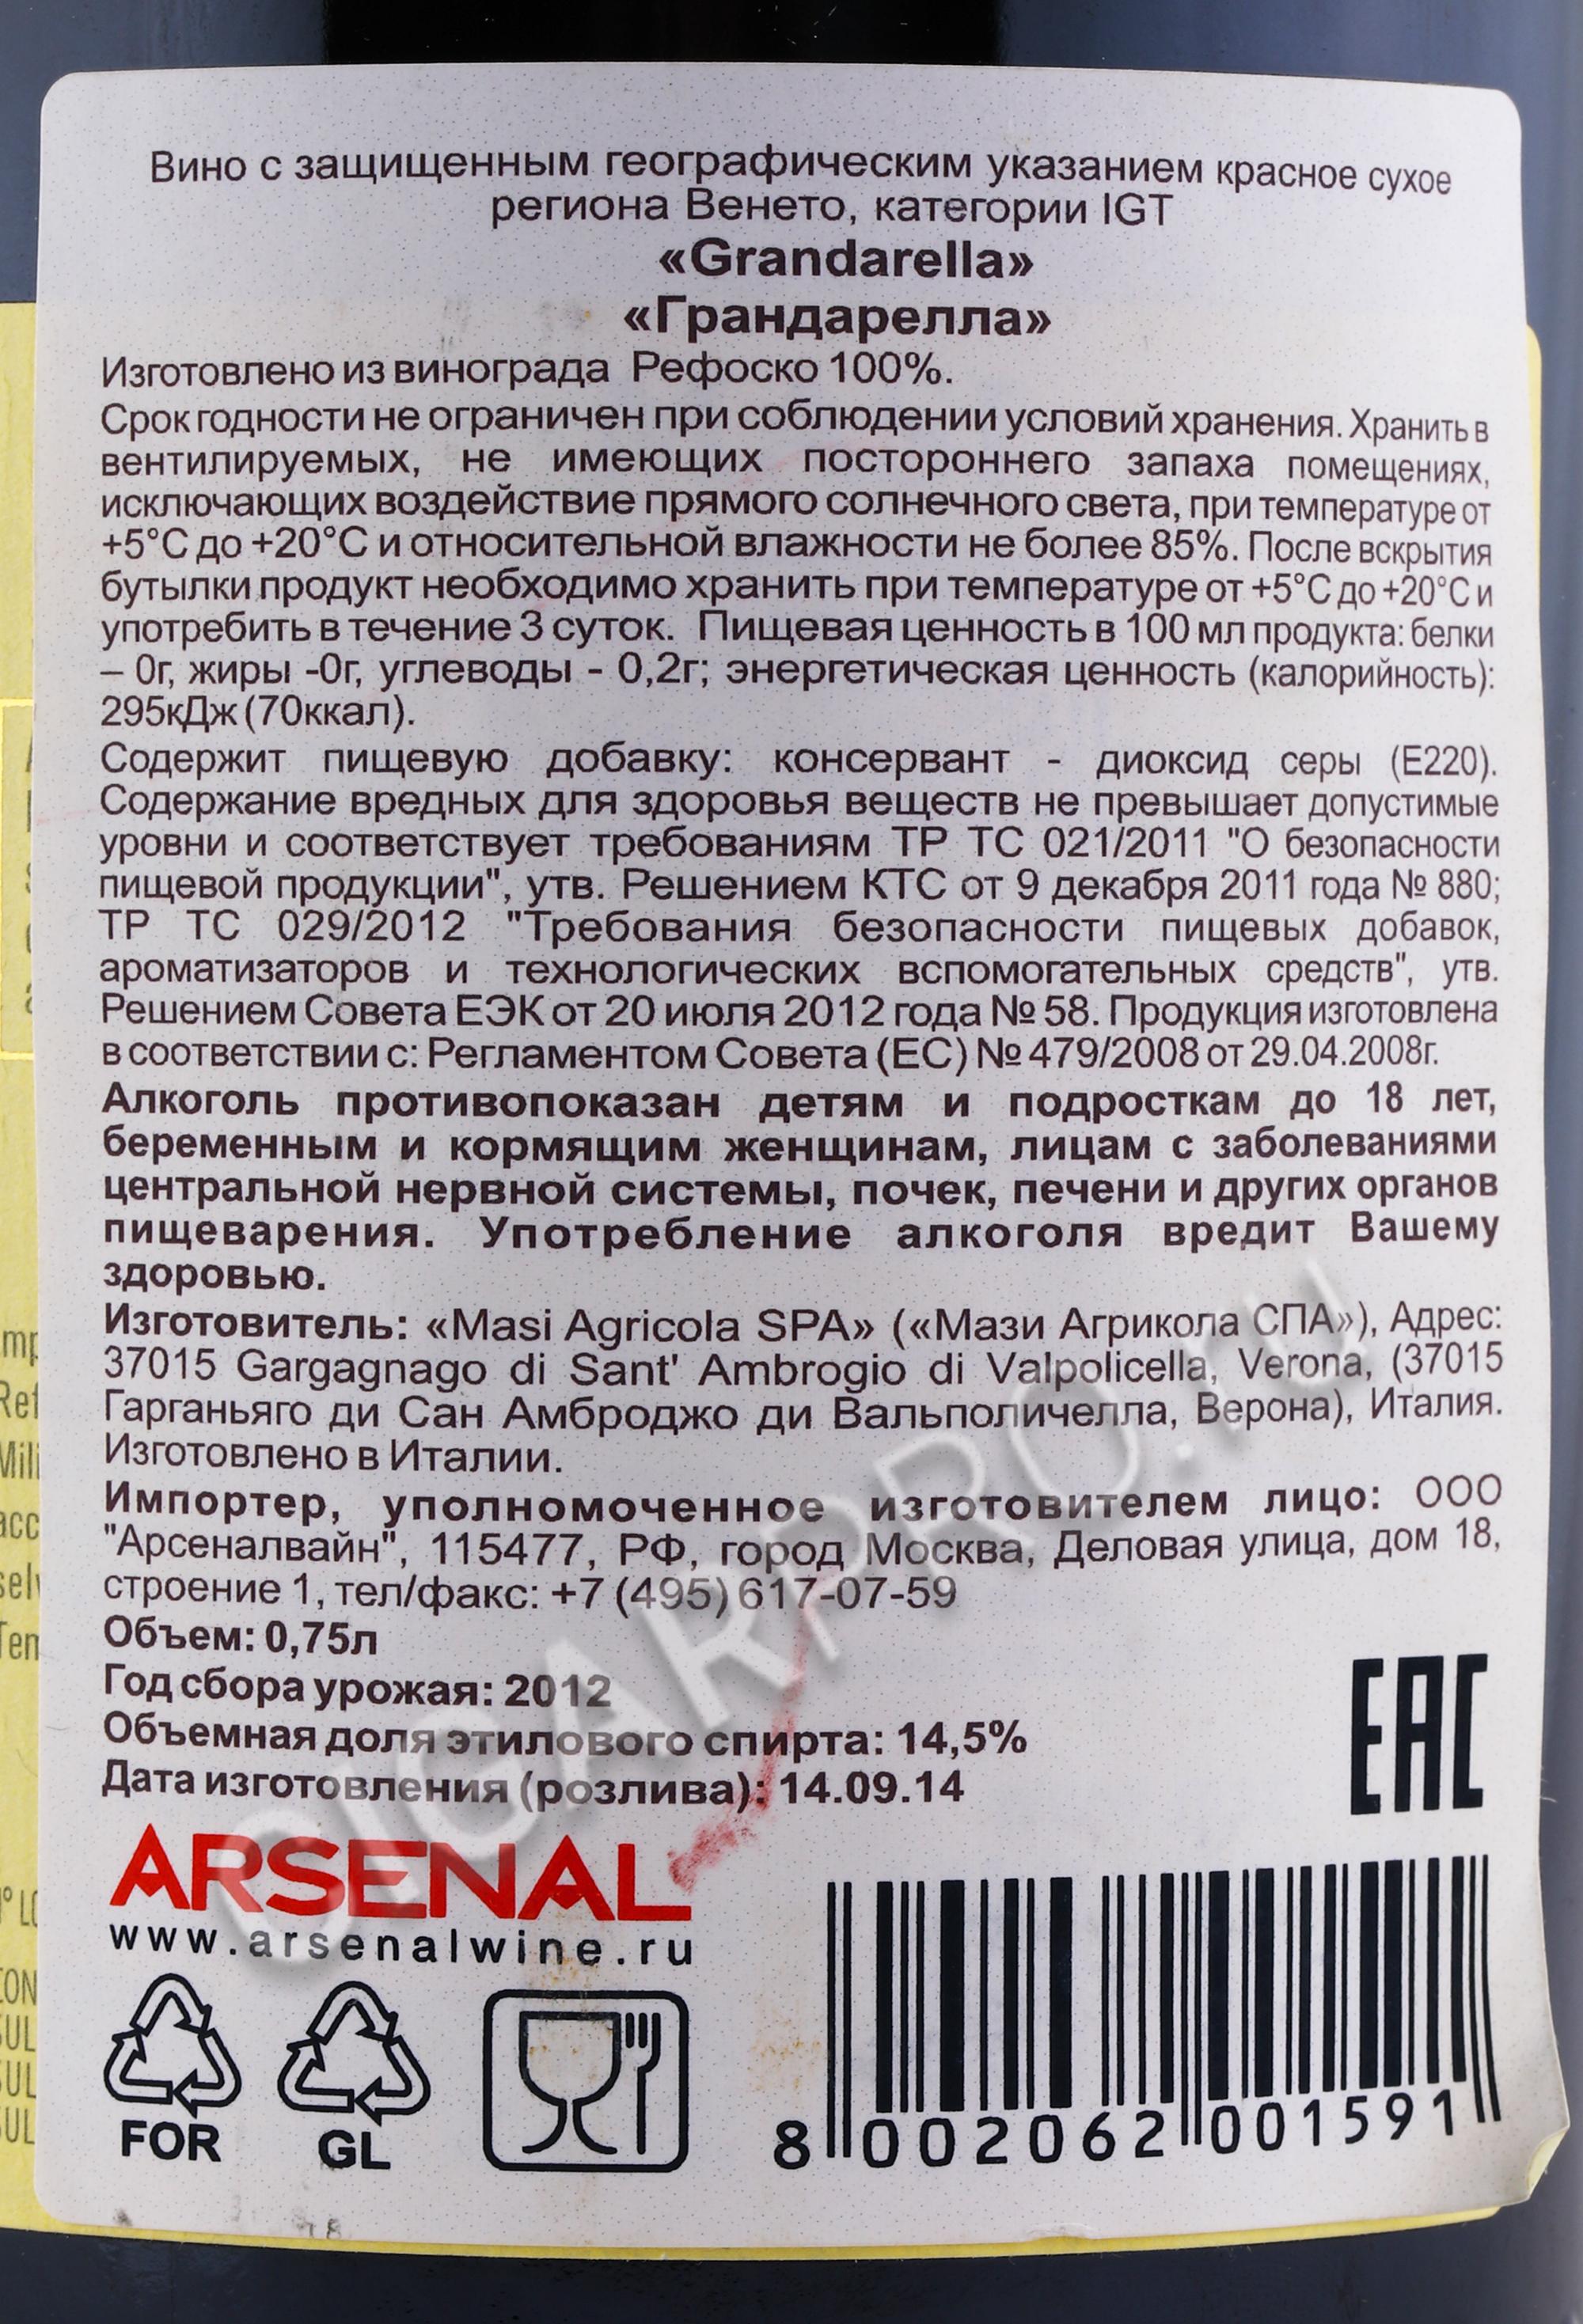 Вино с защищенным географическим указанием красное сухое
региона Венето, категории IGT
«Grandarella»
«Грандарелла»
Изготовлено из винограда Рефоско 100%.
Срок годности не ограничен при соблюдении условий хранения. Хранить в
вентилируемых, не имеющих постороннего запаха помещениях,
исключающих воздействие прямого солнечного света, при температуре от
+5°С до +20°С и относительной влажности не более 85%. После вскрытия
бутылки продукт необходимо хранить при температуре от +5°С до +20°С и
употребить в течение 3 суток. Пищевая ценность в 100 мл продукта: белки
– 0г, жиры -0г, углеводы - 0,2г; энергетическая ценность (калорийность):
295кДж (70ккал).
Содержит пищевую добавку: консервант - диоксид серы (Е220).
Содержание вредных для здоровья веществ не превышает допустимые
уровни и соответствует требованиям ТР ТС 021/2011 "О безопасности
пищевой продукции", утв. Решением КТС от 9 декабря 2011 года № 880;
ТР ТС 029/2012 "Требования безопасности пищевых добавок,
ароматизаторов и технологических вспомогательных средств", утв.
Решением Совета ЕЭК от 20 июля 2012 года № 58. Продукция изготовлена
в соответствии с: Регламентом Совета (ЕС) № 479/2008 от 29.04.2008г.
Алкоголь противопоказан детям и подросткам до 18 лет,
беременным и кормящим женщинам, лицам с заболеваниями
центральной нервной системы, почек, печени и других органов
пищеварения. Употребление алкоголя вредит Вашему
здоровью.
Изготовитель: «Masi Agricola SPA» («Мази Агрикола СПА»), Адрес:
37015 Gargagnago di Sant' Ambrogio di Valpolicella, Verona, (37015
Гарганьяго ди Сан Амброджо ди Вальполичелла, Верона), Италия.
Изготовлено в Италии.
Импортер, уполномоченное изготовителем лицо: ООО
"Арсеналвайн", 115477, РФ, город Москва, Деловая улица, дом 18,
строение 1, тел/факс: +7 (495) 617-07-59
Объем: 0,75л
Год сбора урожая: 2012
Объемная доля этилового спирта: 14,5%
Дата изготовления (розлива): 14.09.14
EAC
ARSENAL
www.arsenalwine.ru
FOR
GL
8 002062 001591
CIGARPRO.ru